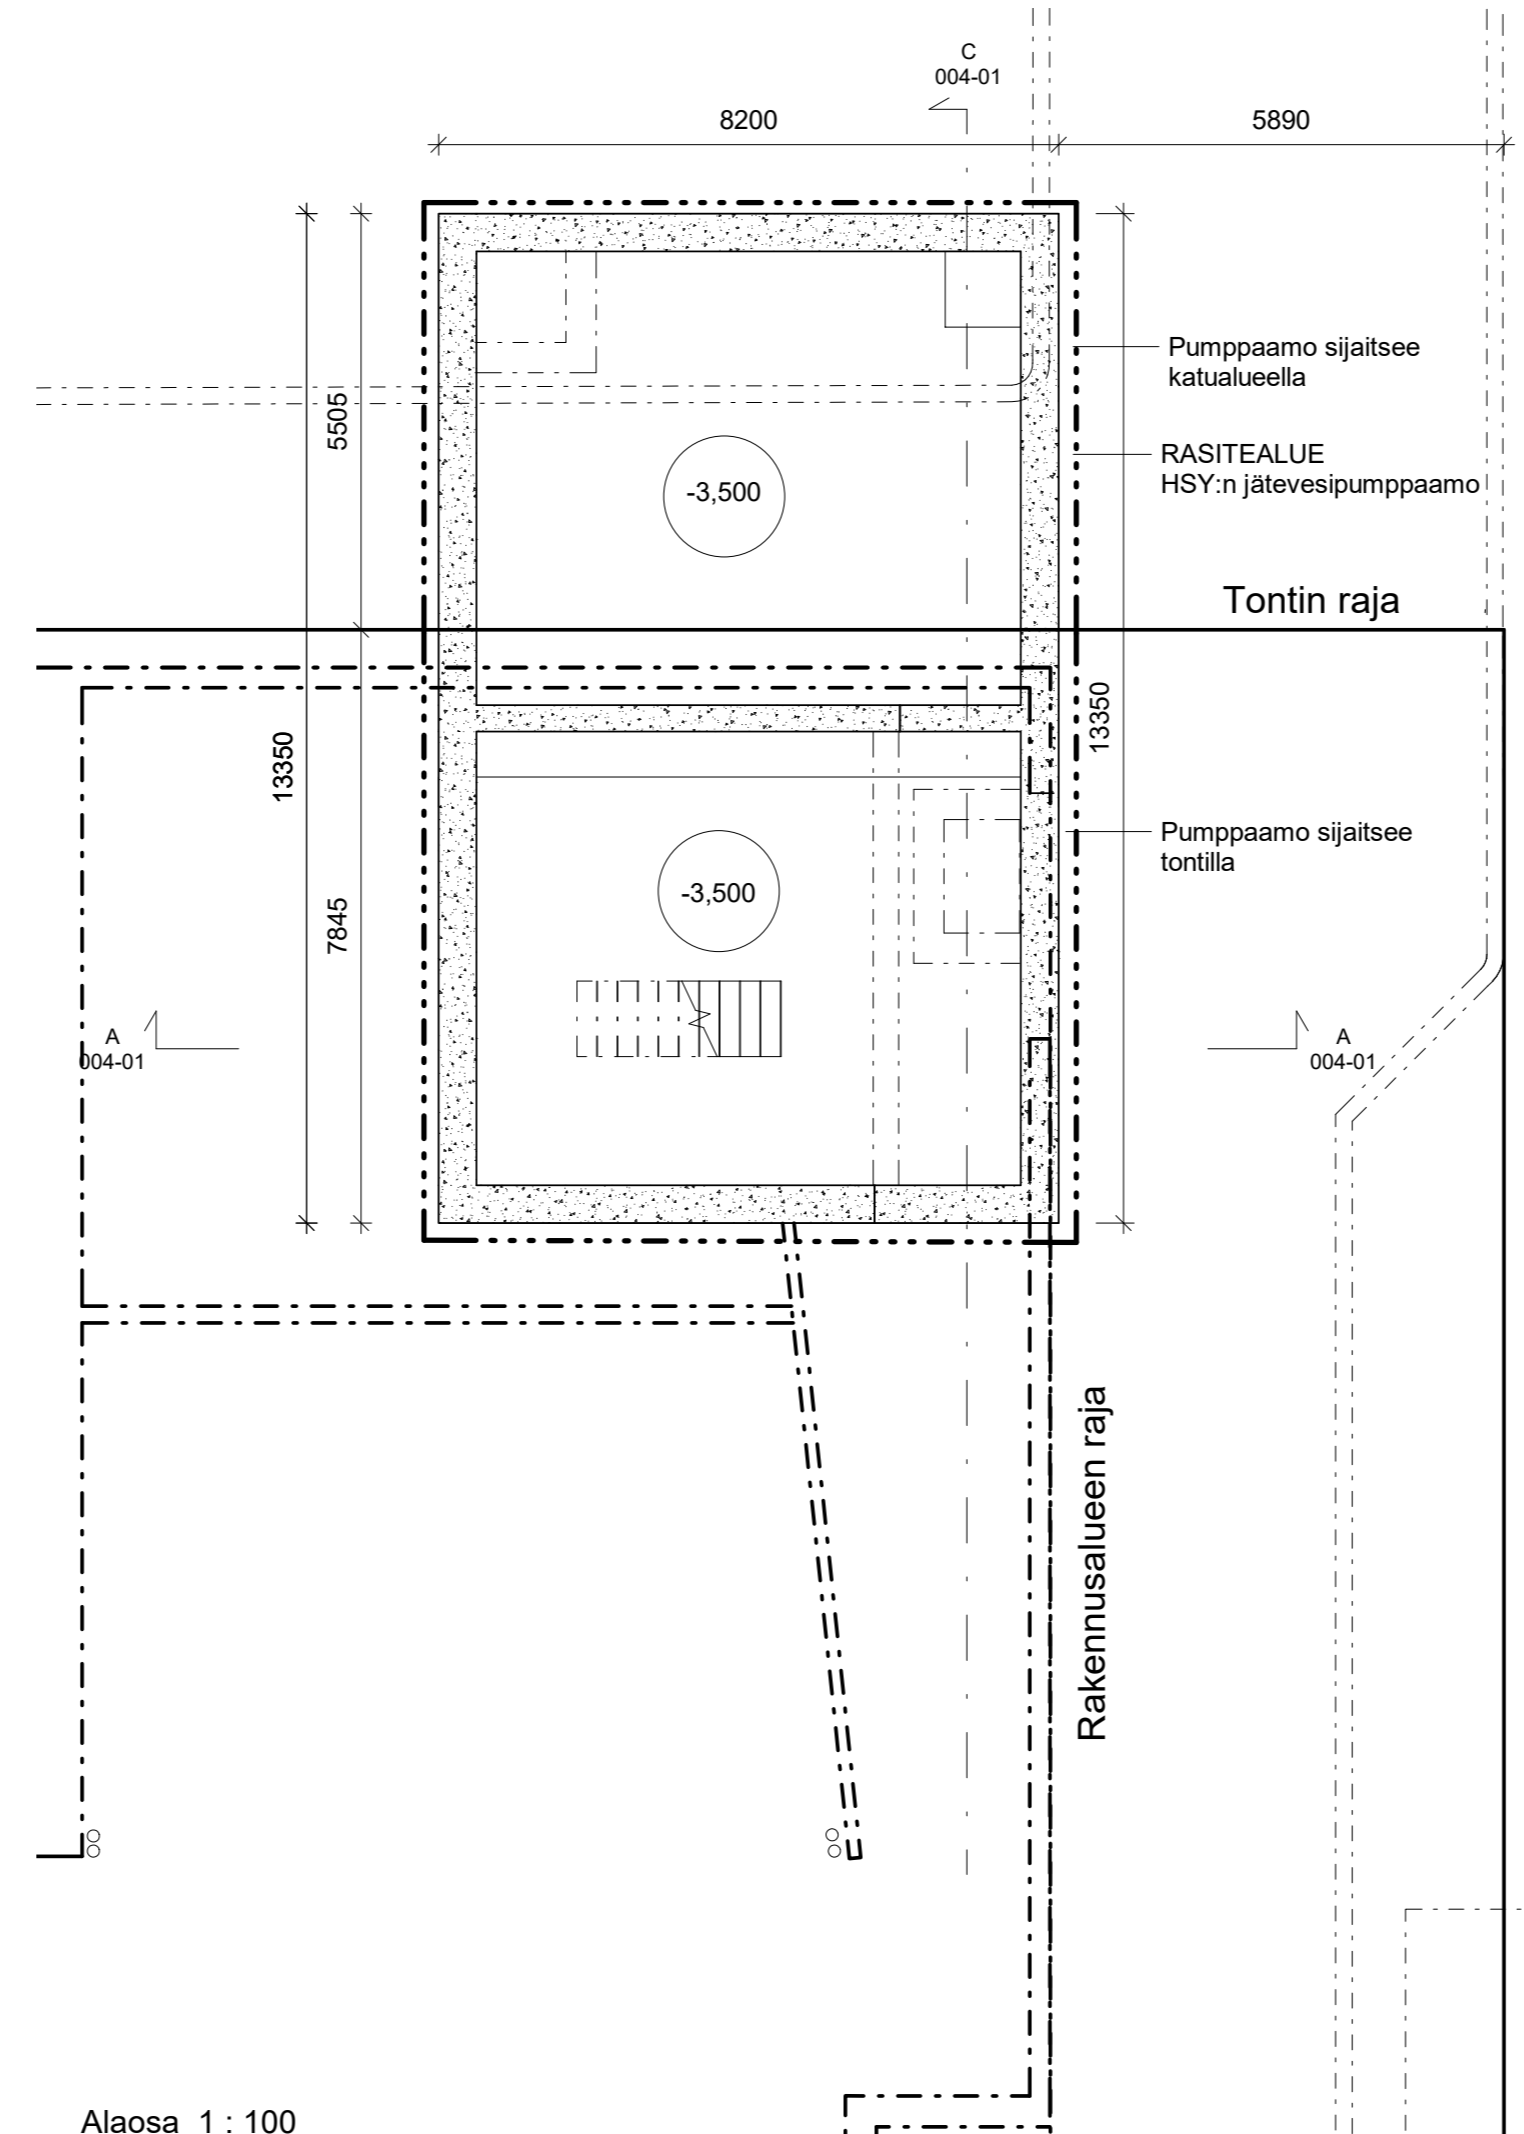 C
004-01
8200
5890
Pumppaamo sijaitsee
katualueella
5505
RASITEALUE
HSY:n jätevesipumppaamo
-3,500
Tontin raja
13350
13350
Pumppaamo sijaitsee
tontilla
-3,500
7845
A
004-01
A
004-01
Rakennusalueen raja
Alaosa 1 : 100